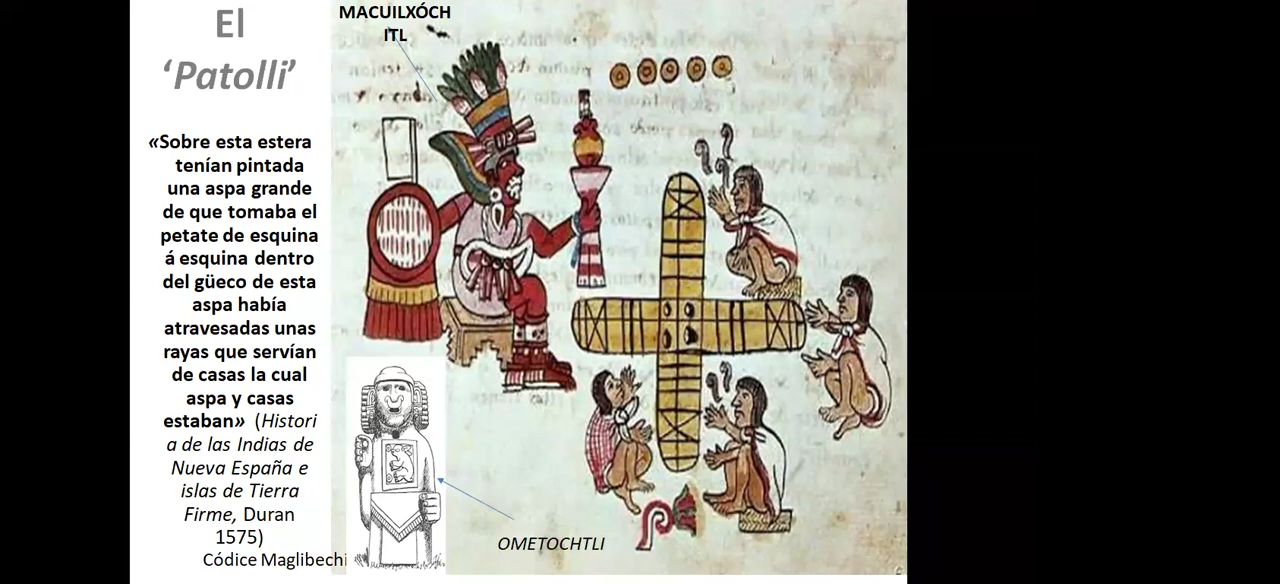 El
‘Patolli’
«Sobre esta estera
tenían pintada
una aspa grande
de que tomaba el
petate de esquina
á esquina dentro
del güeco de esta
aspa había
atravesadas unas
rayas que servían
de casas la cual
aspa y casas
estaban» (Histori
a de las Indias de
Nueva España e
islas de Tierra
Firme, Duran
1575)
Códice Maglibechi
MACUILXÓCH
ITL
OMETOCHTLI